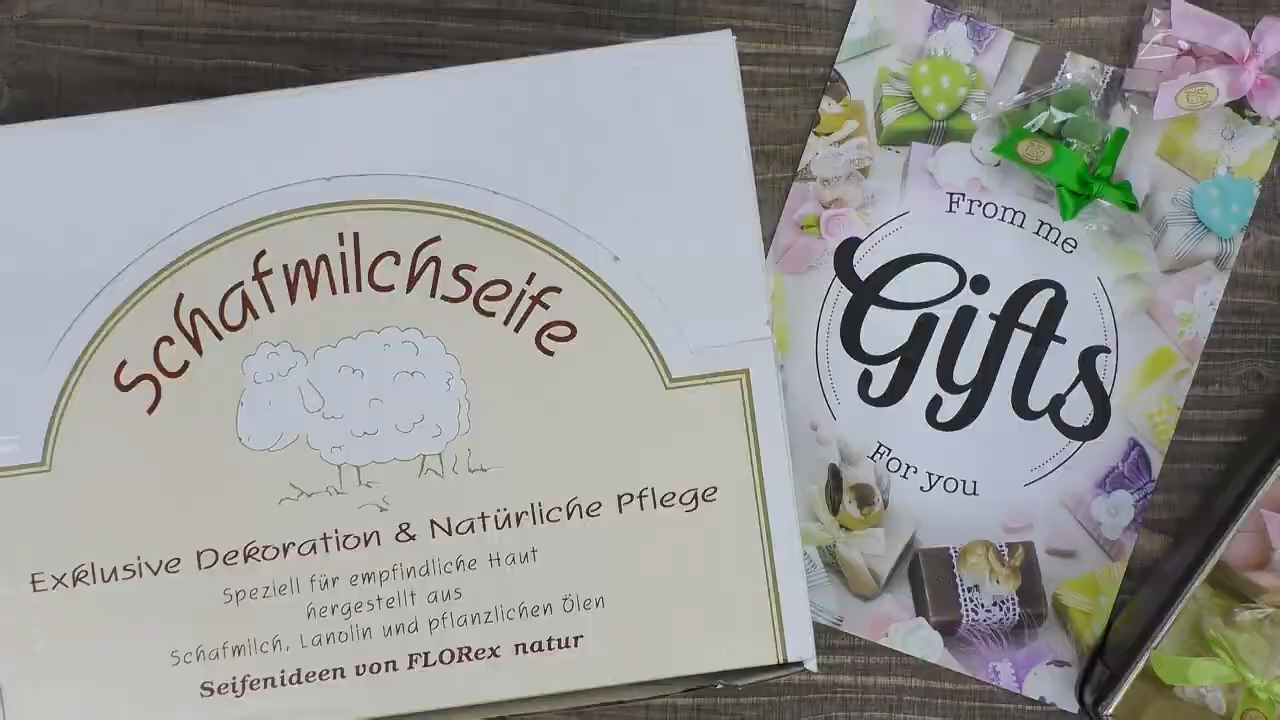 Schafmilchseife
Exklusive Dekoration & Natürliche Pflege
Speziell für empfindliche Haut
hergestellt aus
Schafmilch, Lanolin und pflanzlichen Ölen
Seifenideen von FLORex natur
From me
Gifts
For you